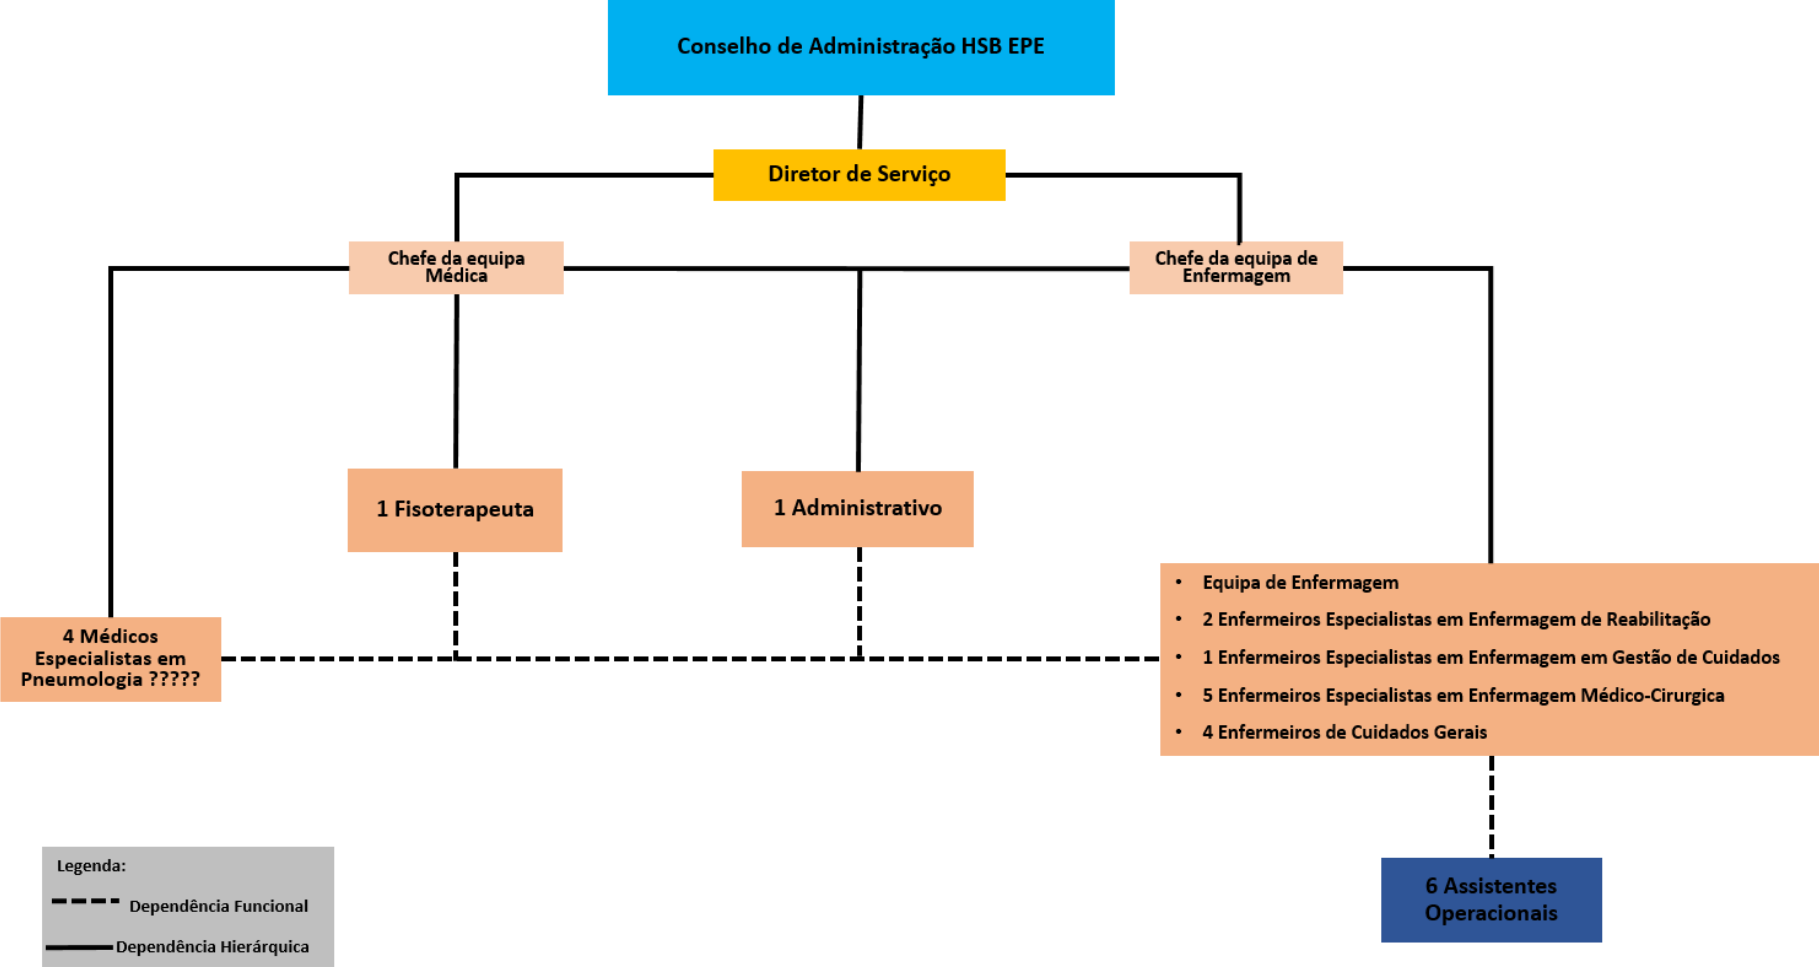 Conselho de Administração HSB EPE
Diretor de Serviço
Chefe da equipa
Médica
Chefe da equipa de
Enfermagem
1 Fisoterapeuta
1 Administrativo
4 Médicos
Especialistas em
Pneumologia ?????
• Equipa de Enfermagem
• 2 Enfermeiros Especialistas em Enfermagem de Reabilitação
• 1 Enfermeiros Especialistas em Enfermagem em Gestão de Cuidados
• 5 Enfermeiros Especialistas em Enfermagem Médico-Cirurgica
• 4 Enfermeiros de Cuidados Gerais
6 Assistentes
Operacionais
Legenda:
Dependência Funcional
Dependência Hierárquica